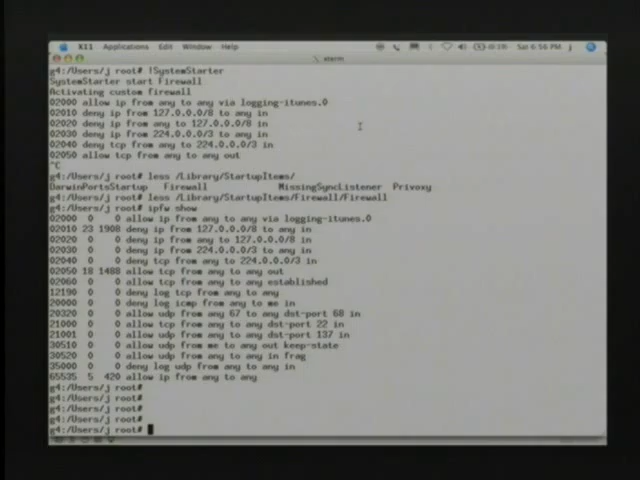 X11 Applications Edit Window Help Sat 6:56 PM j
xterm
g4:/Users/j root# !SystemStarter
SystemStarter start Firewall
Activating custom firewall
02000 allow ip from any to any via logging-itunes.0
02010 deny ip from 127.0.0.0/8 to any in
02020 deny ip from any to 127.0.0.0/8 in
02030 deny ip from 224.0.0.0/3 to any in
02040 deny tcp from any to 224.0.0.0/3 in
02050 allow tcp from any to any out
^C
g4:/Users/j root# less /Library/StartupItems/
DarwinPortsStartup Firewall MissingSyncListener Privoxy
g4:/Users/j root# less /Library/StartupItems/Firewall/Firewall
g4:/Users/j root# ipfw show
02000 0 0 allow ip from any to any via logging-itunes.0
02010 23 1908 deny ip from 127.0.0.0/8 to any in
02020 0 0 deny ip from any to 127.0.0.0/8 in
02030 0 0 deny ip from 224.0.0.0/3 to any in
02040 0 0 deny tcp from any to 224.0.0.0/3 in
02050 18 1488 allow tcp from any to any out
02060 0 0 allow tcp from any to any established
12190 0 0 deny log tcp from any to any
20000 0 0 deny log icmp from any to me in
20320 0 0 allow udp from any 67 to any dst-port 68 in
21000 0 0 allow tcp from any to any dst-port 22 in
21001 0 0 allow udp from any to any dst-port 137 in
30510 0 0 allow udp from me to any out keep-state
30520 0 0 allow udp from any to any in frag
35000 0 0 deny log udp from any to any in
65535 5 420 allow ip from any to any
g4:/Users/j root#
g4:/Users/j root#
g4:/Users/j root#
g4:/Users/j root#
g4:/Users/j root#